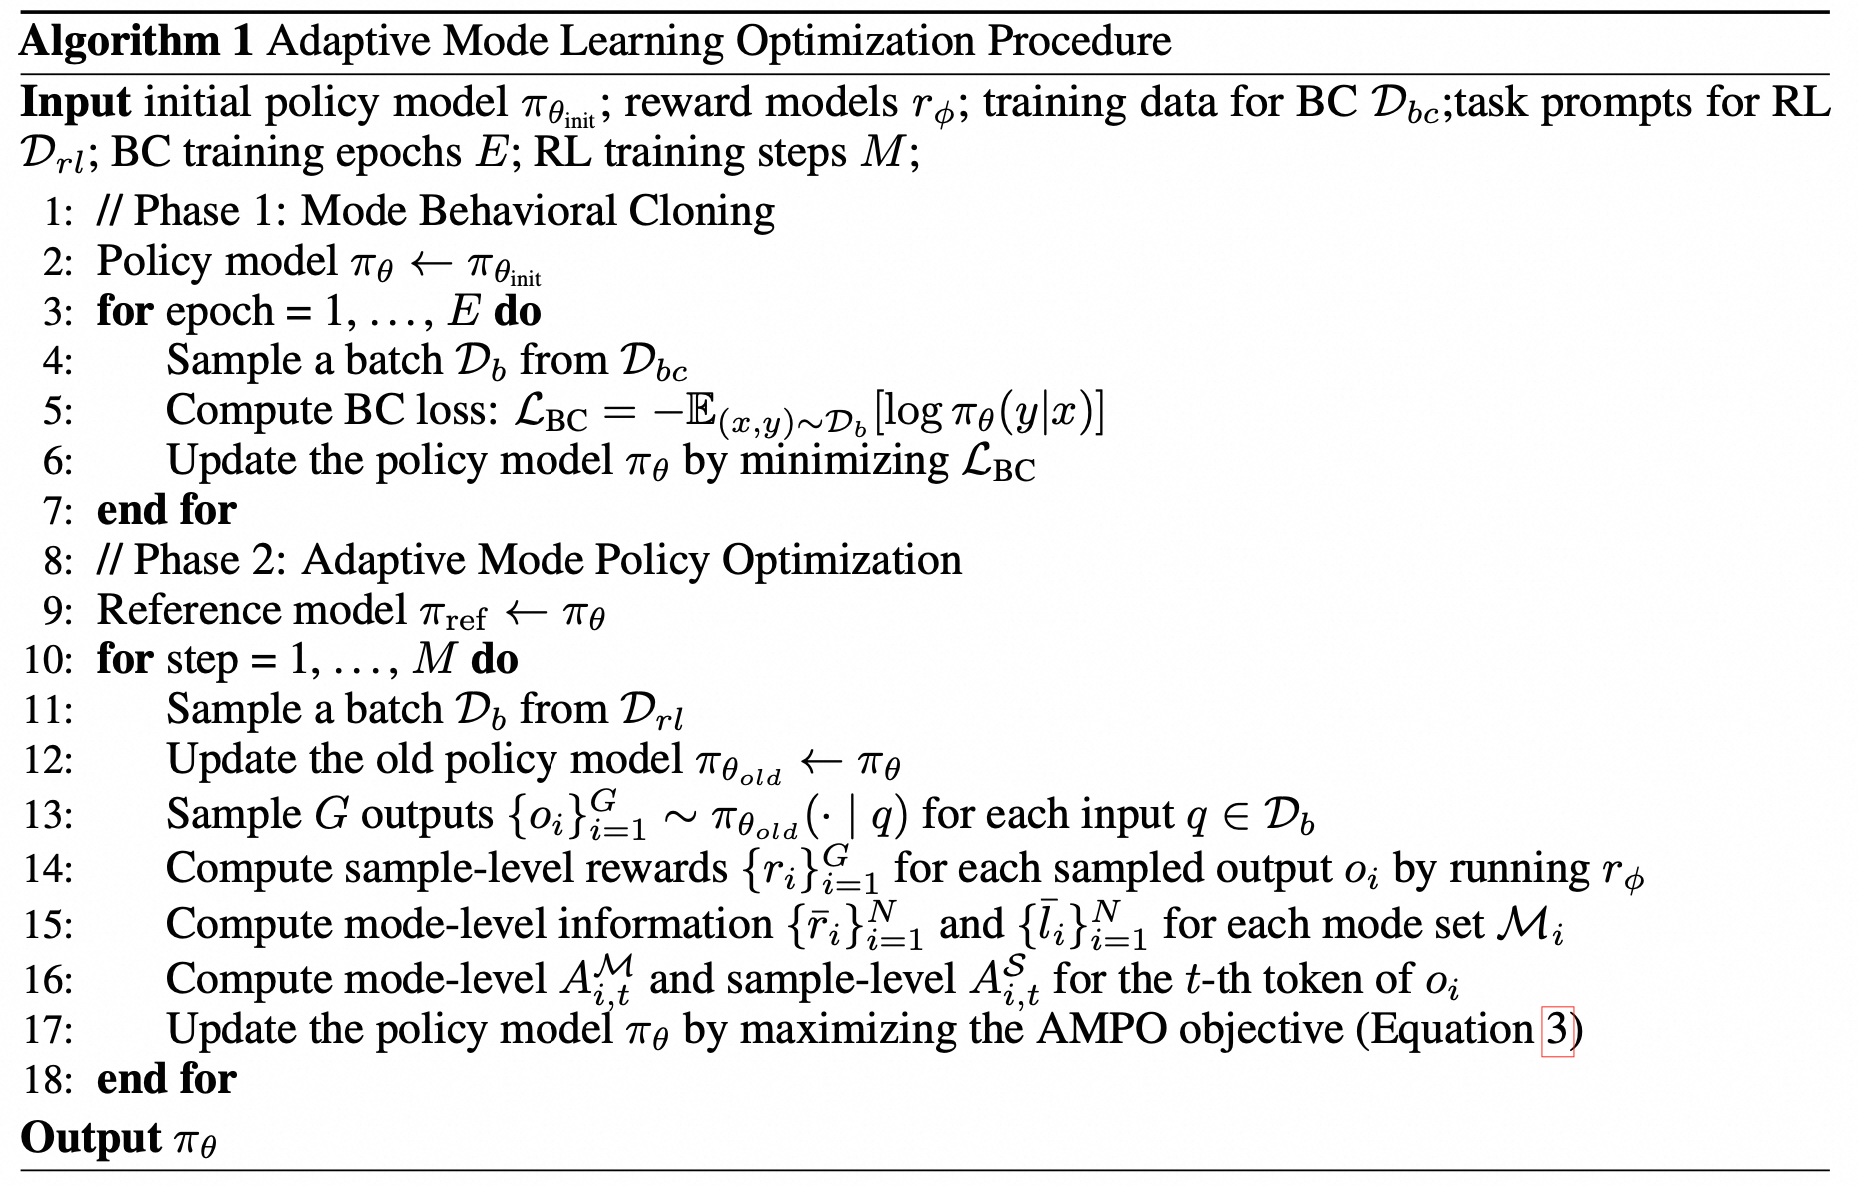 Algorithm 1 Adaptive Mode Learning Optimization Procedure
Input initial policy model $\pi_{\theta_{\text{init}}}$; reward models $r_\phi$; training data for BC $\mathcal{D}_{bc}$;task prompts for RL
$\mathcal{D}_{rl}$; BC training epochs $E$; RL training steps $M$;
1: // Phase 1: Mode Behavioral Cloning
2: Policy model $\pi_\theta \leftarrow \pi_{\theta_{\text{init}}}$
3: for epoch = 1, …, $E$ do
4: Sample a batch $\mathcal{D}_b$ from $\mathcal{D}_{bc}$
5: Compute BC loss: $\mathcal{L}_{\text{BC}} = -\mathbb{E}_{(x,y)\sim\mathcal{D}_b}[\log \pi_\theta(y|x)]$
6: Update the policy model $\pi_\theta$ by minimizing $\mathcal{L}_{\text{BC}}$
7: end for
8: // Phase 2: Adaptive Mode Policy Optimization
9: Reference model $\pi_{\text{ref}} \leftarrow \pi_\theta$
10: for step = 1, …, $M$ do
11: Sample a batch $\mathcal{D}_b$ from $\mathcal{D}_{rl}$
12: Update the old policy model $\pi_{\theta_{old}} \leftarrow \pi_\theta$
13: Sample $G$ outputs $\{o_i\}_{i=1}^G \sim \pi_{\theta_{old}}(\cdot \mid q)$ for each input $q \in \mathcal{D}_b$
14: Compute sample-level rewards $\{r_i\}_{i=1}^G$ for each sampled output $o_i$ by running $r_\phi$
15: Compute mode-level information $\{\bar{r}_i\}_{i=1}^N$ and $\{\bar{l}_i\}_{i=1}^N$ for each mode set $\mathcal{M}_i$
16: Compute mode-level $A_{i,t}^{\mathcal{M}}$ and sample-level $A_{i,t}^{\mathcal{S}}$ for the $t$-th token of $o_i$
17: Update the policy model $\pi_\theta$ by maximizing the AMPO objective (Equation 3)
18: end for
Output $\pi_\theta$